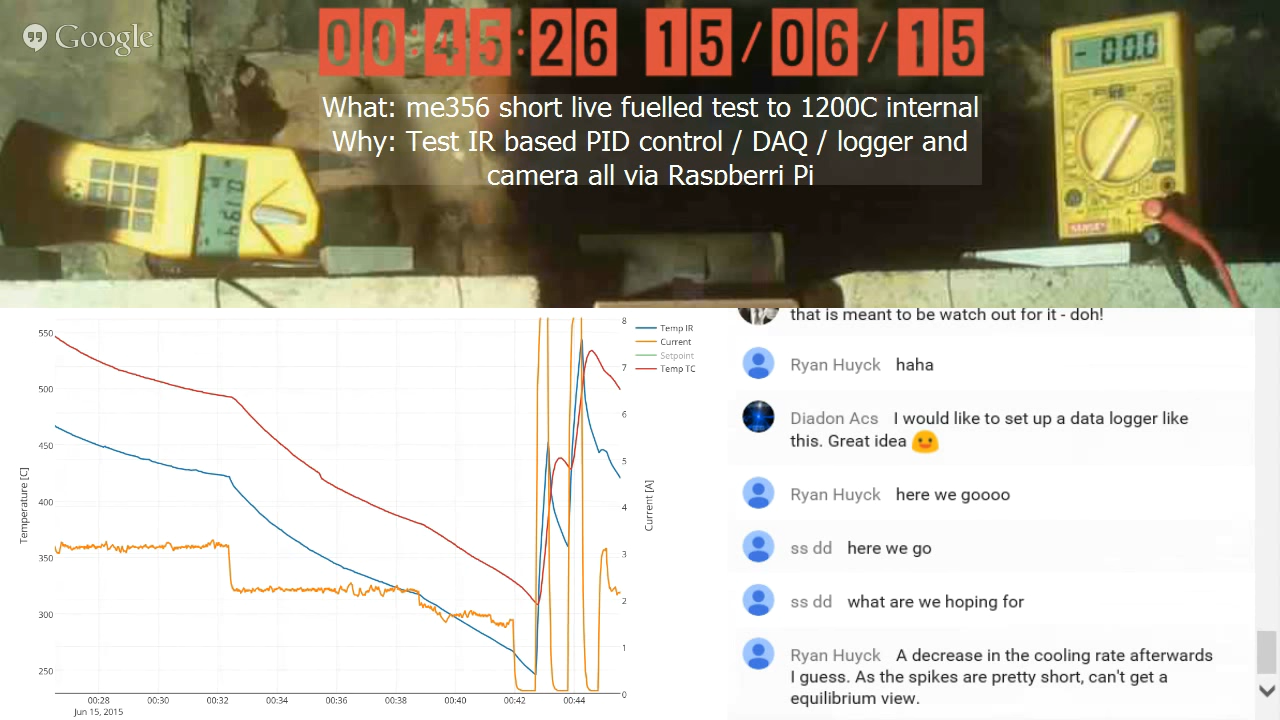 Google
00:45:26 15/06/15
What: me356 short live fuelled test to 1200C internal
Why: Test IR based PID control / DAQ / logger and
camera all via Raspberri Pi
- 00.0
550
500
450
400
350
300
250
Temperature [C]
00:28
00:30
00:32
00:34
00:36
00:38
00:40
00:42
00:44
Jun 15, 2015
8
7
6
5
4
3
2
1
0
Current [A]
Temp IR
Current
Setpoint
Temp TC
that is meant to be watch out for it - doh!
Ryan Huyck haha
Diadon Acs I would like to set up a data logger like
this. Great idea
Ryan Huyck here we goooo
ss dd here we go
ss dd what are we hoping for
Ryan Huyck A decrease in the cooling rate afterwards
I guess. As the spikes are pretty short, can't get a
equilibrium view.